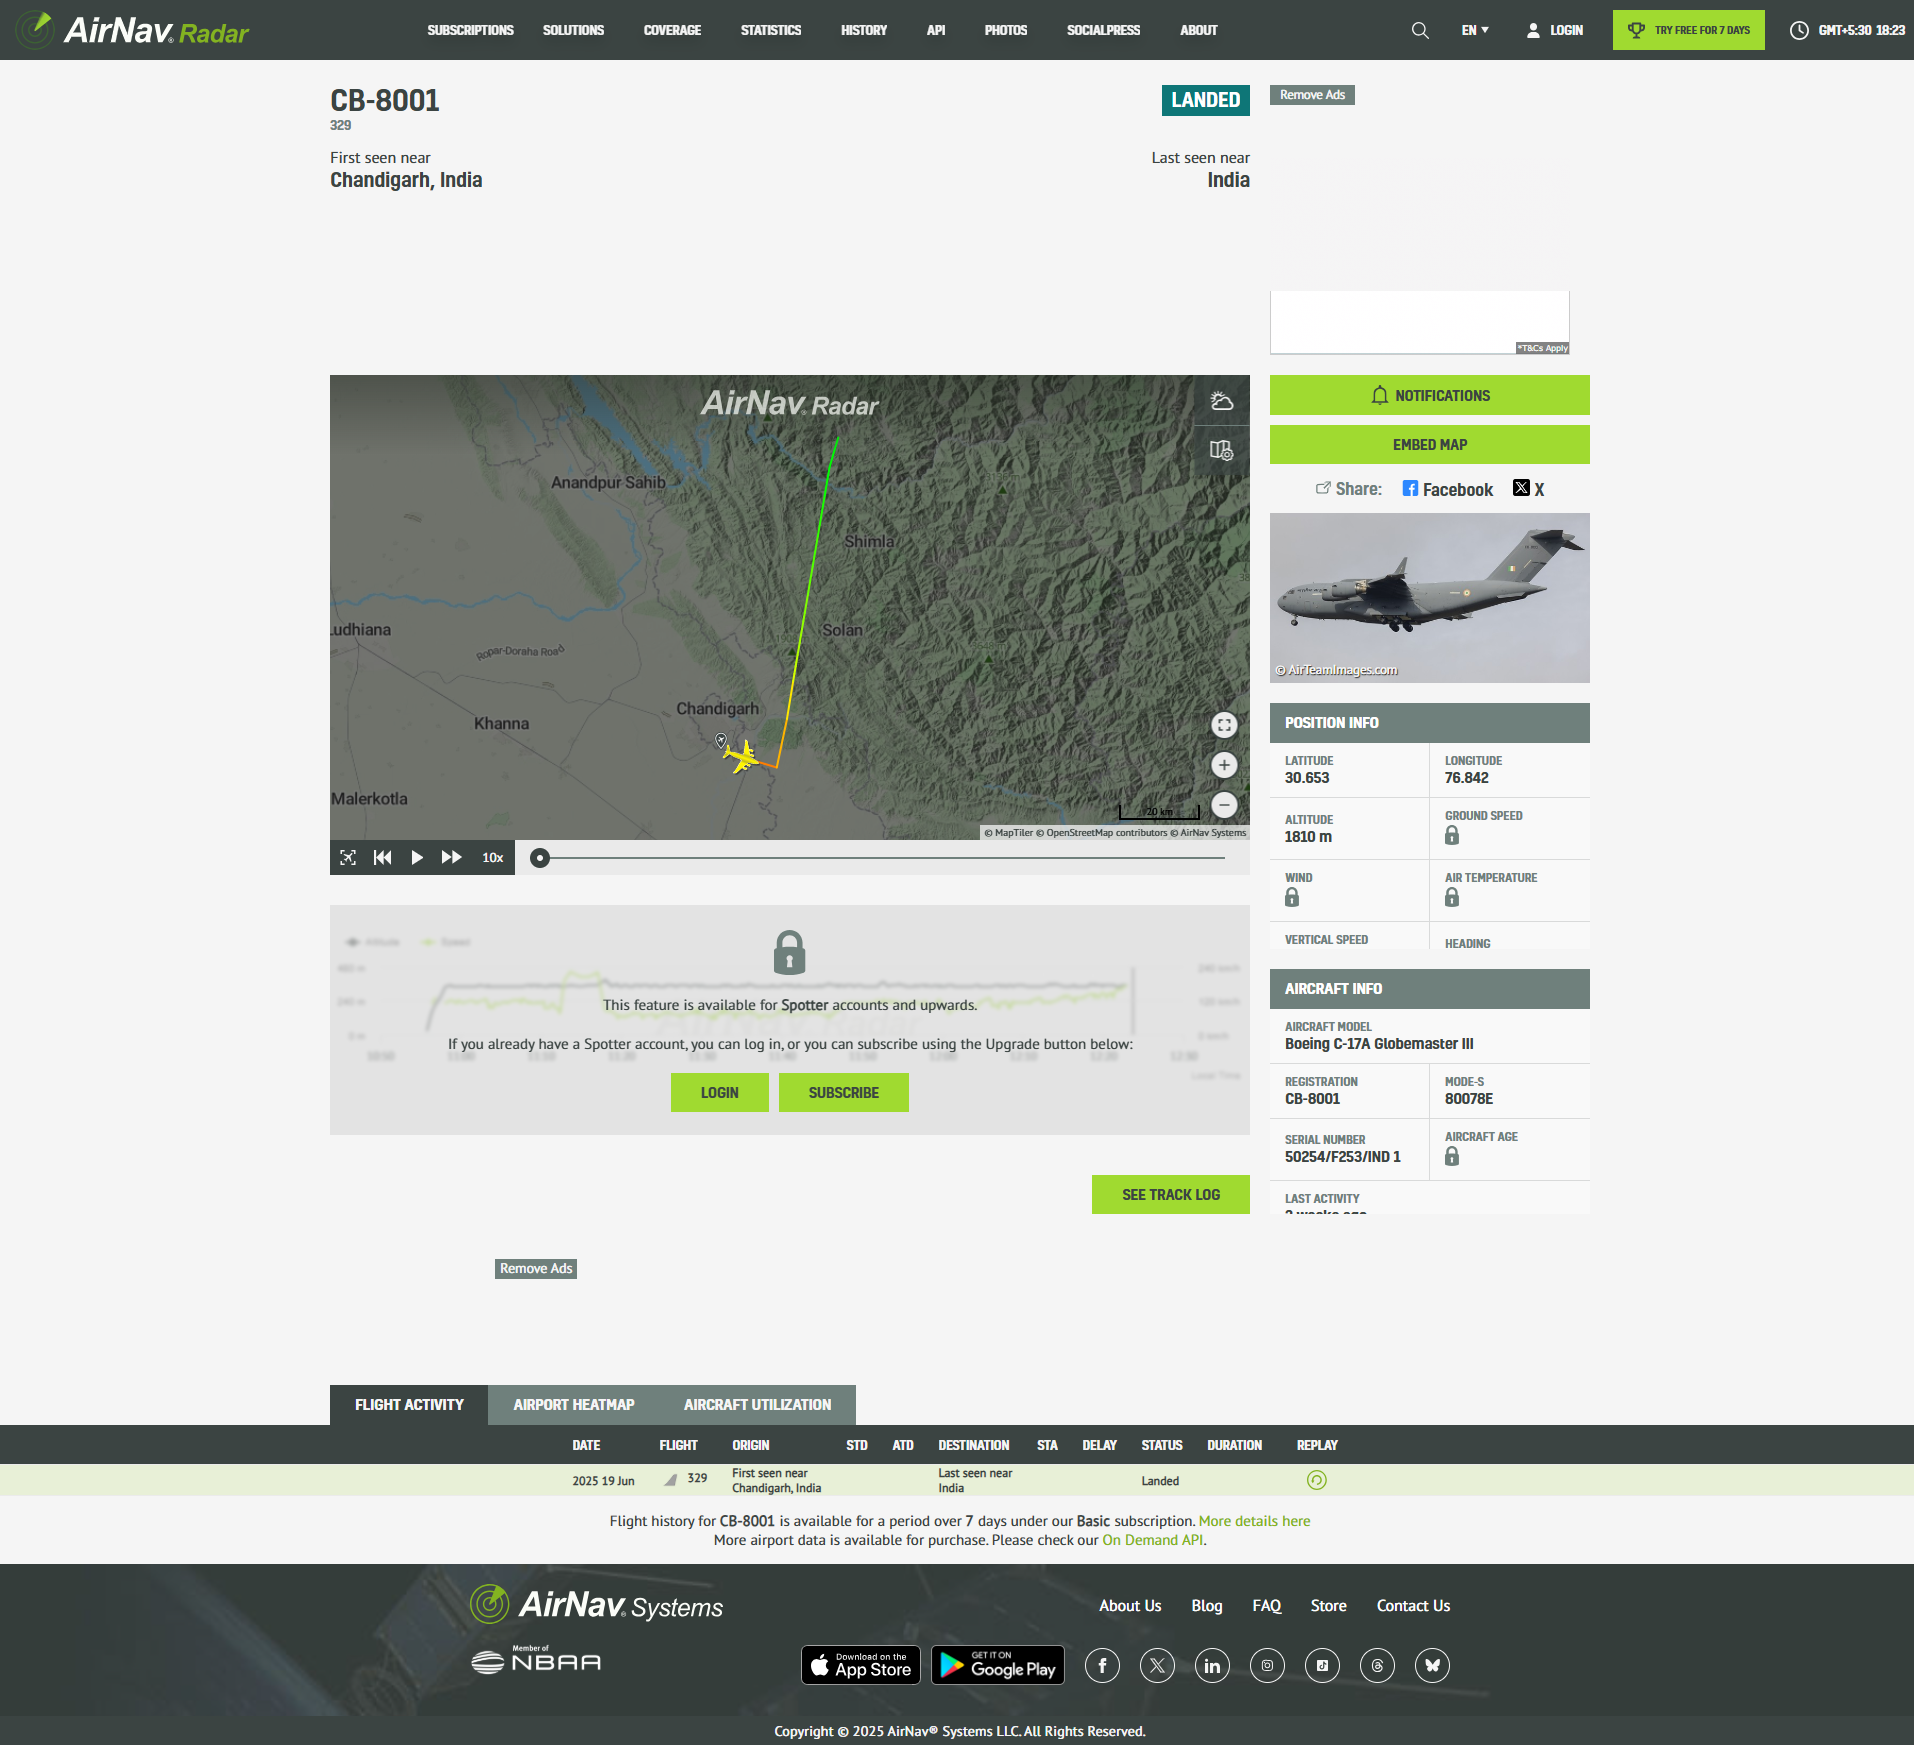 AirNav Radar
SUBSCRIPTIONS
SOLUTIONS
COVERAGE
STATISTICS
HISTORY
API
PHOTOS
SOCIALPRESS
ABOUT
EN
LOGIN
TRY FREE FOR 7 DAYS
GMT+5:30 18:23
CB-8001
329
LANDED
First seen near
Chandigarh, India
Last seen near
India
Remove Ads
*T&Cs Apply
AirNav Radar
Anandpur Sahib
Shimla
Solan
Ludhiana
Ropar-Doraha Road
Chandigarh
Khanna
Malerkotla
20 km
© MapTiler © OpenStreetMap contributors © AirNav Systems
10x
NOTIFICATIONS
EMBED MAP
Share:
Facebook
X
© AirTeamImages.com
POSITION INFO
LATITUDE
30.653
LONGITUDE
76.842
ALTITUDE
1810 m
GROUND SPEED
WIND
AIR TEMPERATURE
VERTICAL SPEED
HEADING
Altitude
Speed
This feature is available for Spotter accounts and upwards.
If you already have a Spotter account, you can log in, or you can subscribe using the Upgrade button below:
LOGIN
SUBSCRIBE
AIRCRAFT INFO
AIRCRAFT MODEL
Boeing C-17A Globemaster III
REGISTRATION
CB-8001
MODE-S
80078E
SERIAL NUMBER
50254/F253/IND 1
AIRCRAFT AGE
LAST ACTIVITY
SEE TRACK LOG
Remove Ads
FLIGHT ACTIVITY
AIRPORT HEATMAP
AIRCRAFT UTILIZATION
DATE FLIGHT ORIGIN STD ATD DESTINATION STA DELAY STATUS DURATION REPLAY
2025 19 Jun 329 First seen near Chandigarh, India Last seen near India Landed
Flight history for CB-8001 is available for a period over 7 days under our Basic subscription. More details here
More airport data is available for purchase. Please check our On Demand API.
AirNav Systems
About Us
Blog
FAQ
Store
Contact Us
Member of
NBAA
Download on the
App Store
GET IT ON
Google Play
Copyright © 2025 AirNav® Systems LLC. All Rights Reserved.